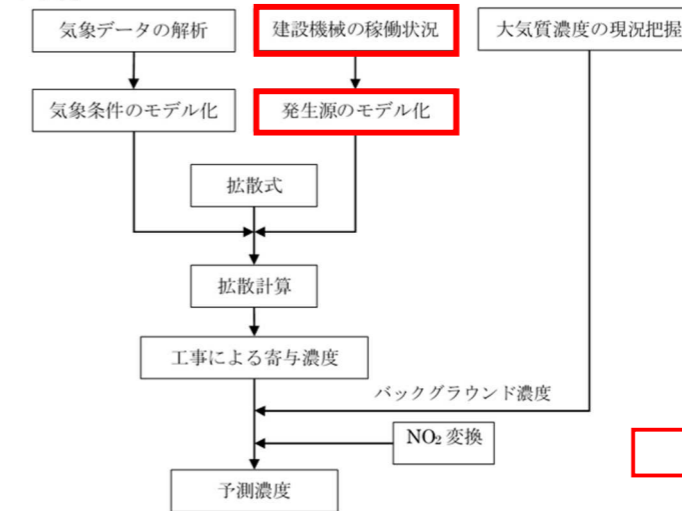 気象データの解析
建設機械の稼働状況
大気質濃度の現況把握
気象条件のモデル化
発生源のモデル化
拡散式
拡散計算
工事による寄与濃度
バックグラウンド濃度
NO₂変換
予測濃度